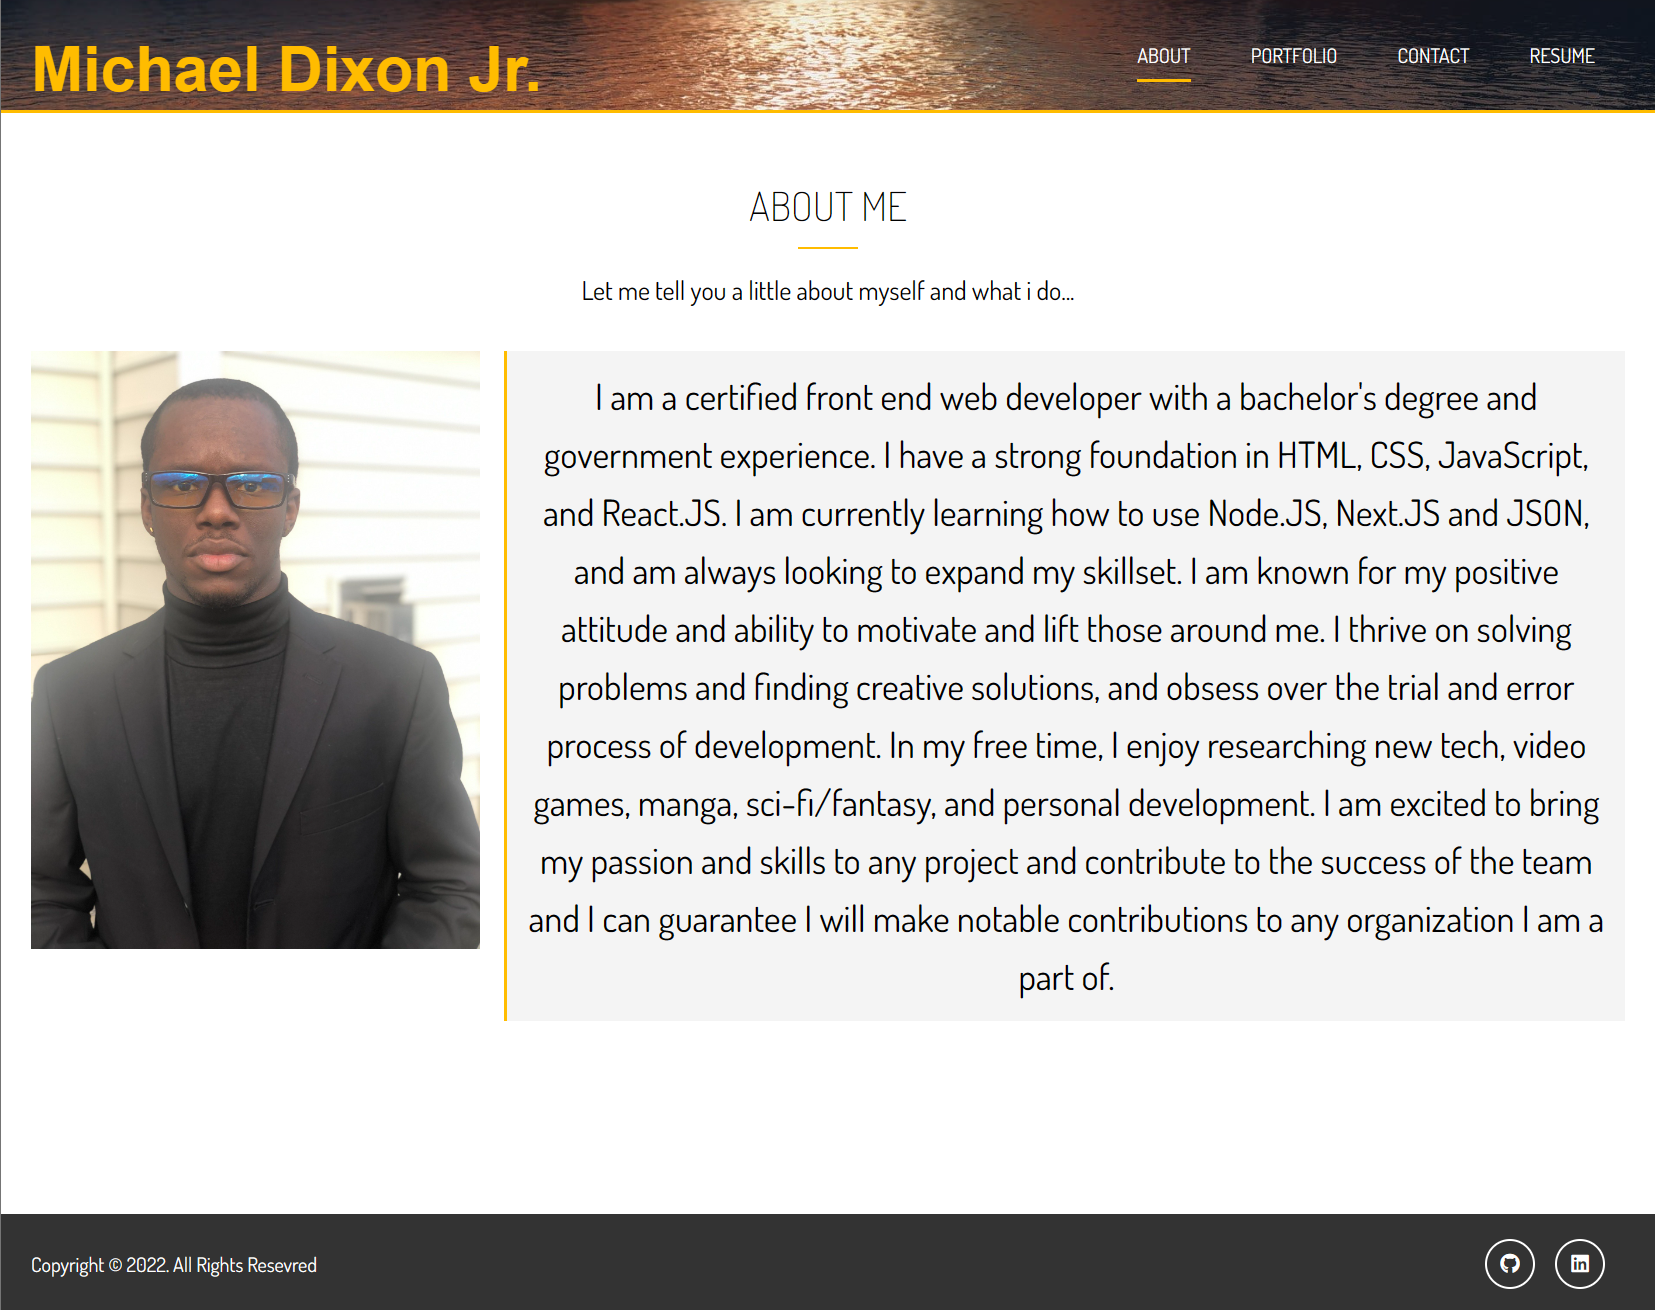 Michael Dixon Jr.
ABOUT PORTFOLIO CONTACT RESUME
ABOUT ME
Let me tell you a little about myself and what i do...
I am a certified front end web developer with a bachelor's degree and
government experience. I have a strong foundation in HTML, CSS, JavaScript,
and React.JS. I am currently learning how to use Node.JS, Next.JS and JSON,
and am always looking to expand my skillset. I am known for my positive
attitude and ability to motivate and lift those around me. I thrive on solving
problems and finding creative solutions, and obsess over the trial and error
process of development. In my free time, I enjoy researching new tech, video
games, manga, sci-fi/fantasy, and personal development. I am excited to bring
my passion and skills to any project and contribute to the success of the team
and I can guarantee I will make notable contributions to any organization I am a
part of.
Copyright © 2022. All Rights Resevred
in